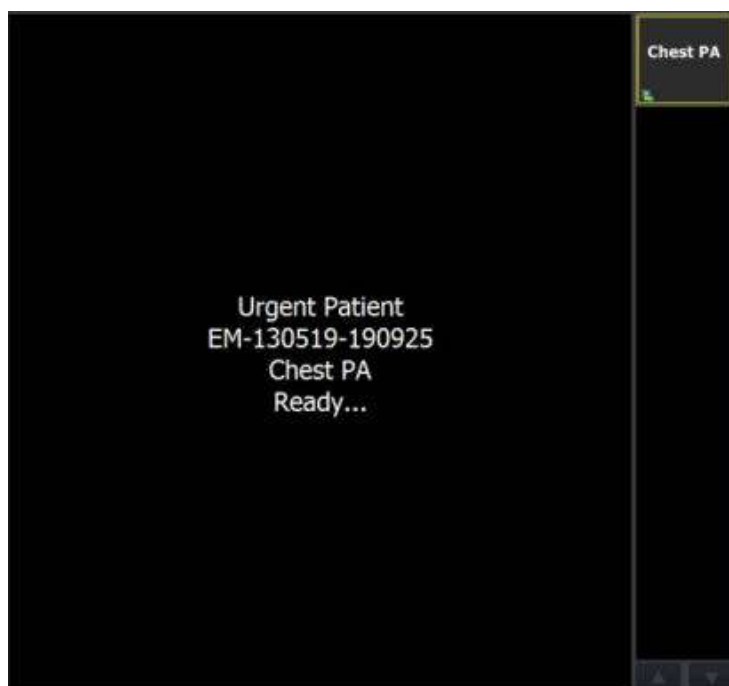 Chest PA
Urgent Patient
EM-130519-190925
Chest PA
Ready...